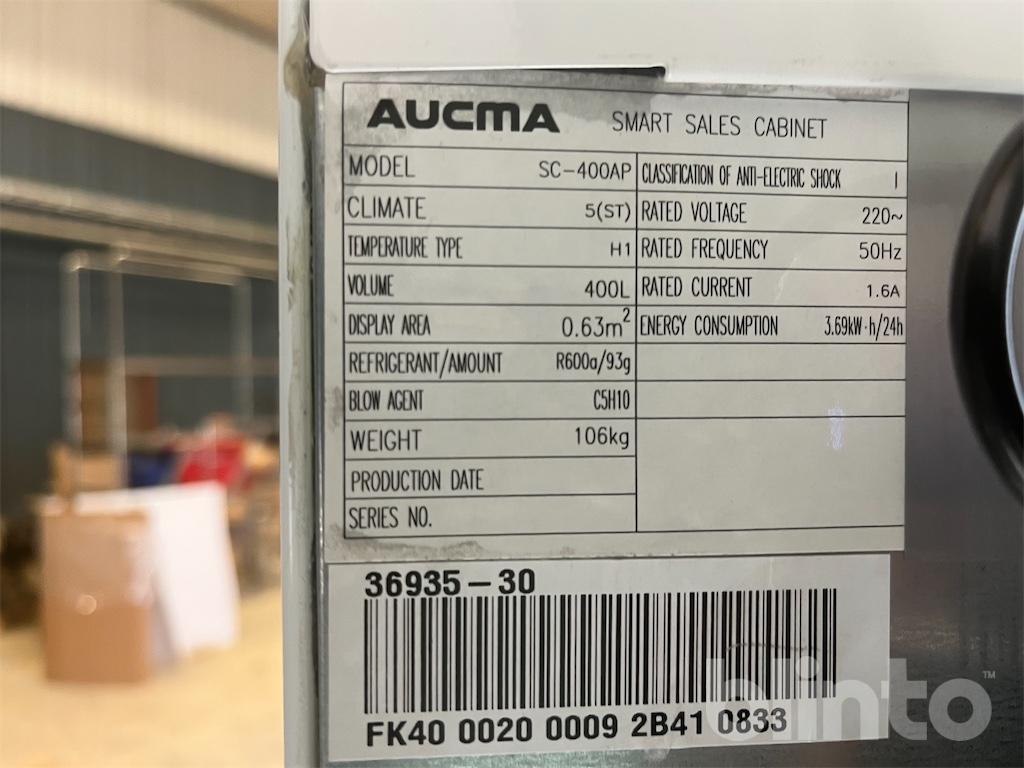 AUCMA SMART SALES CABINET
MODEL SC-400AP CLASSIFICATION OF ANTI-ELECTRIC SHOCK I
CLIMATE 5(ST) RATED VOLTAGE 220~
TEMPERATURE TYPE H1 RATED FREQUENCY 50Hz
VOLUME 400L RATED CURRENT 1.6A
DISPLAY AREA 0.63m² ENERGY CONSUMPTION 3.69kW·h/24h
REFRIGERANT/AMOUNT R600a/93g
BLOW AGENT C5H10
WEIGHT 106kg
PRODUCTION DATE
SERIES NO.
36935-30
FK40 0020 0009 2B41 0833
blinto™